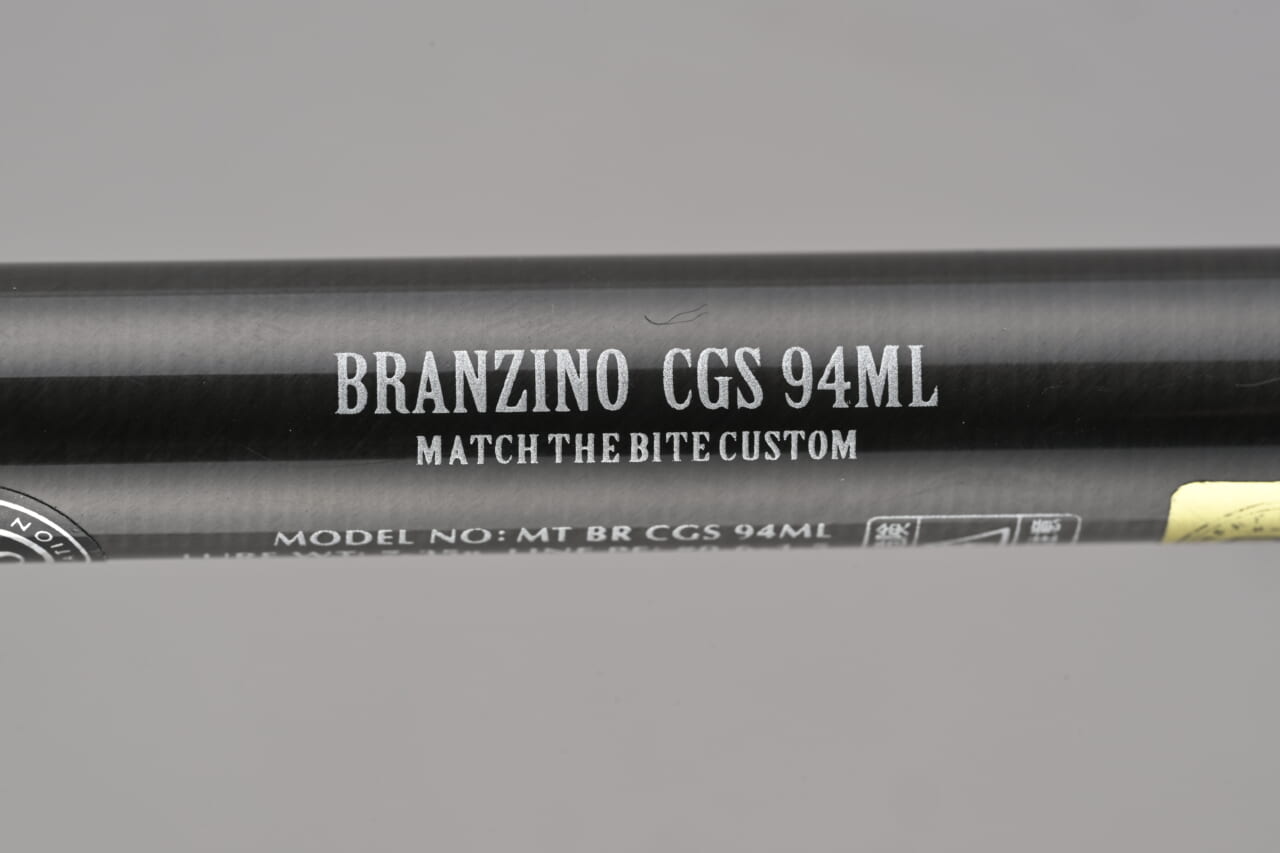 BRANZINO CGS 94ML
MATCH THE BITE CUSTOM
MODEL NO: MT BR CGS 94ML